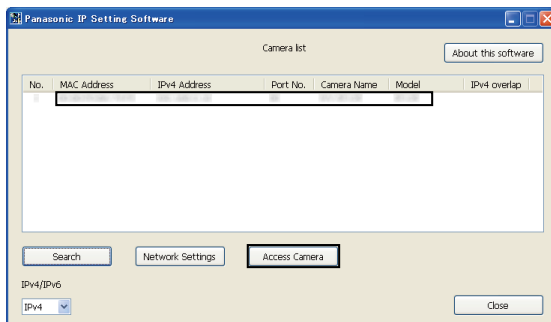 Panasonic IP Setting Software
Camera list
About this software
No. MAC Address IPv4 Address Port No. Camera Name Model IPv4 overlap
Search Network Settings Access Camera
IPv4/IPv6
IPv4 Close